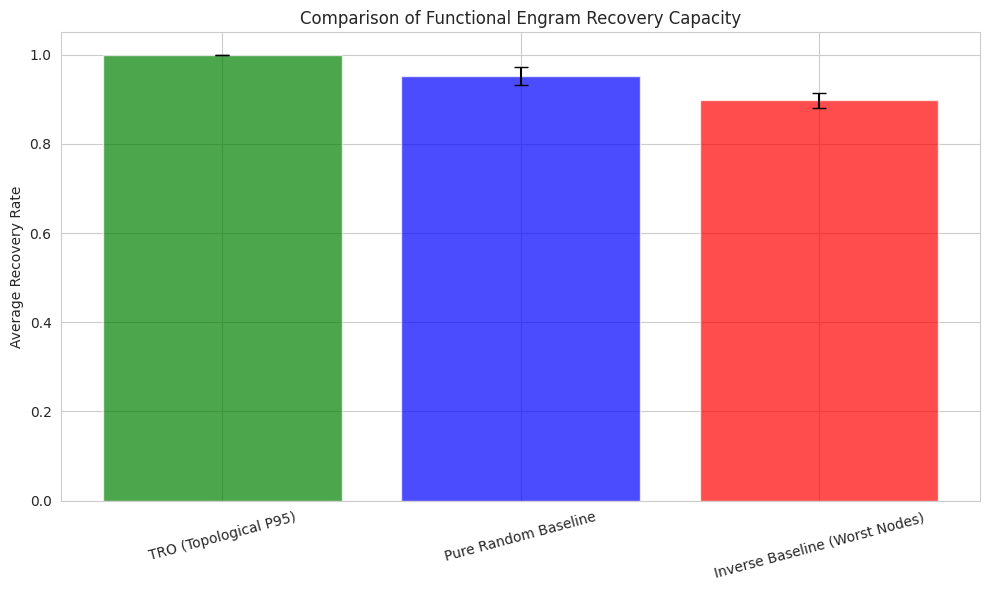 Comparison of Functional Engram Recovery Capacity
Average Recovery Rate
1.0
0.8
0.6
0.4
0.2
0.0
TRO (Topological P95)
Pure Random Baseline
Inverse Baseline (Worst Nodes)